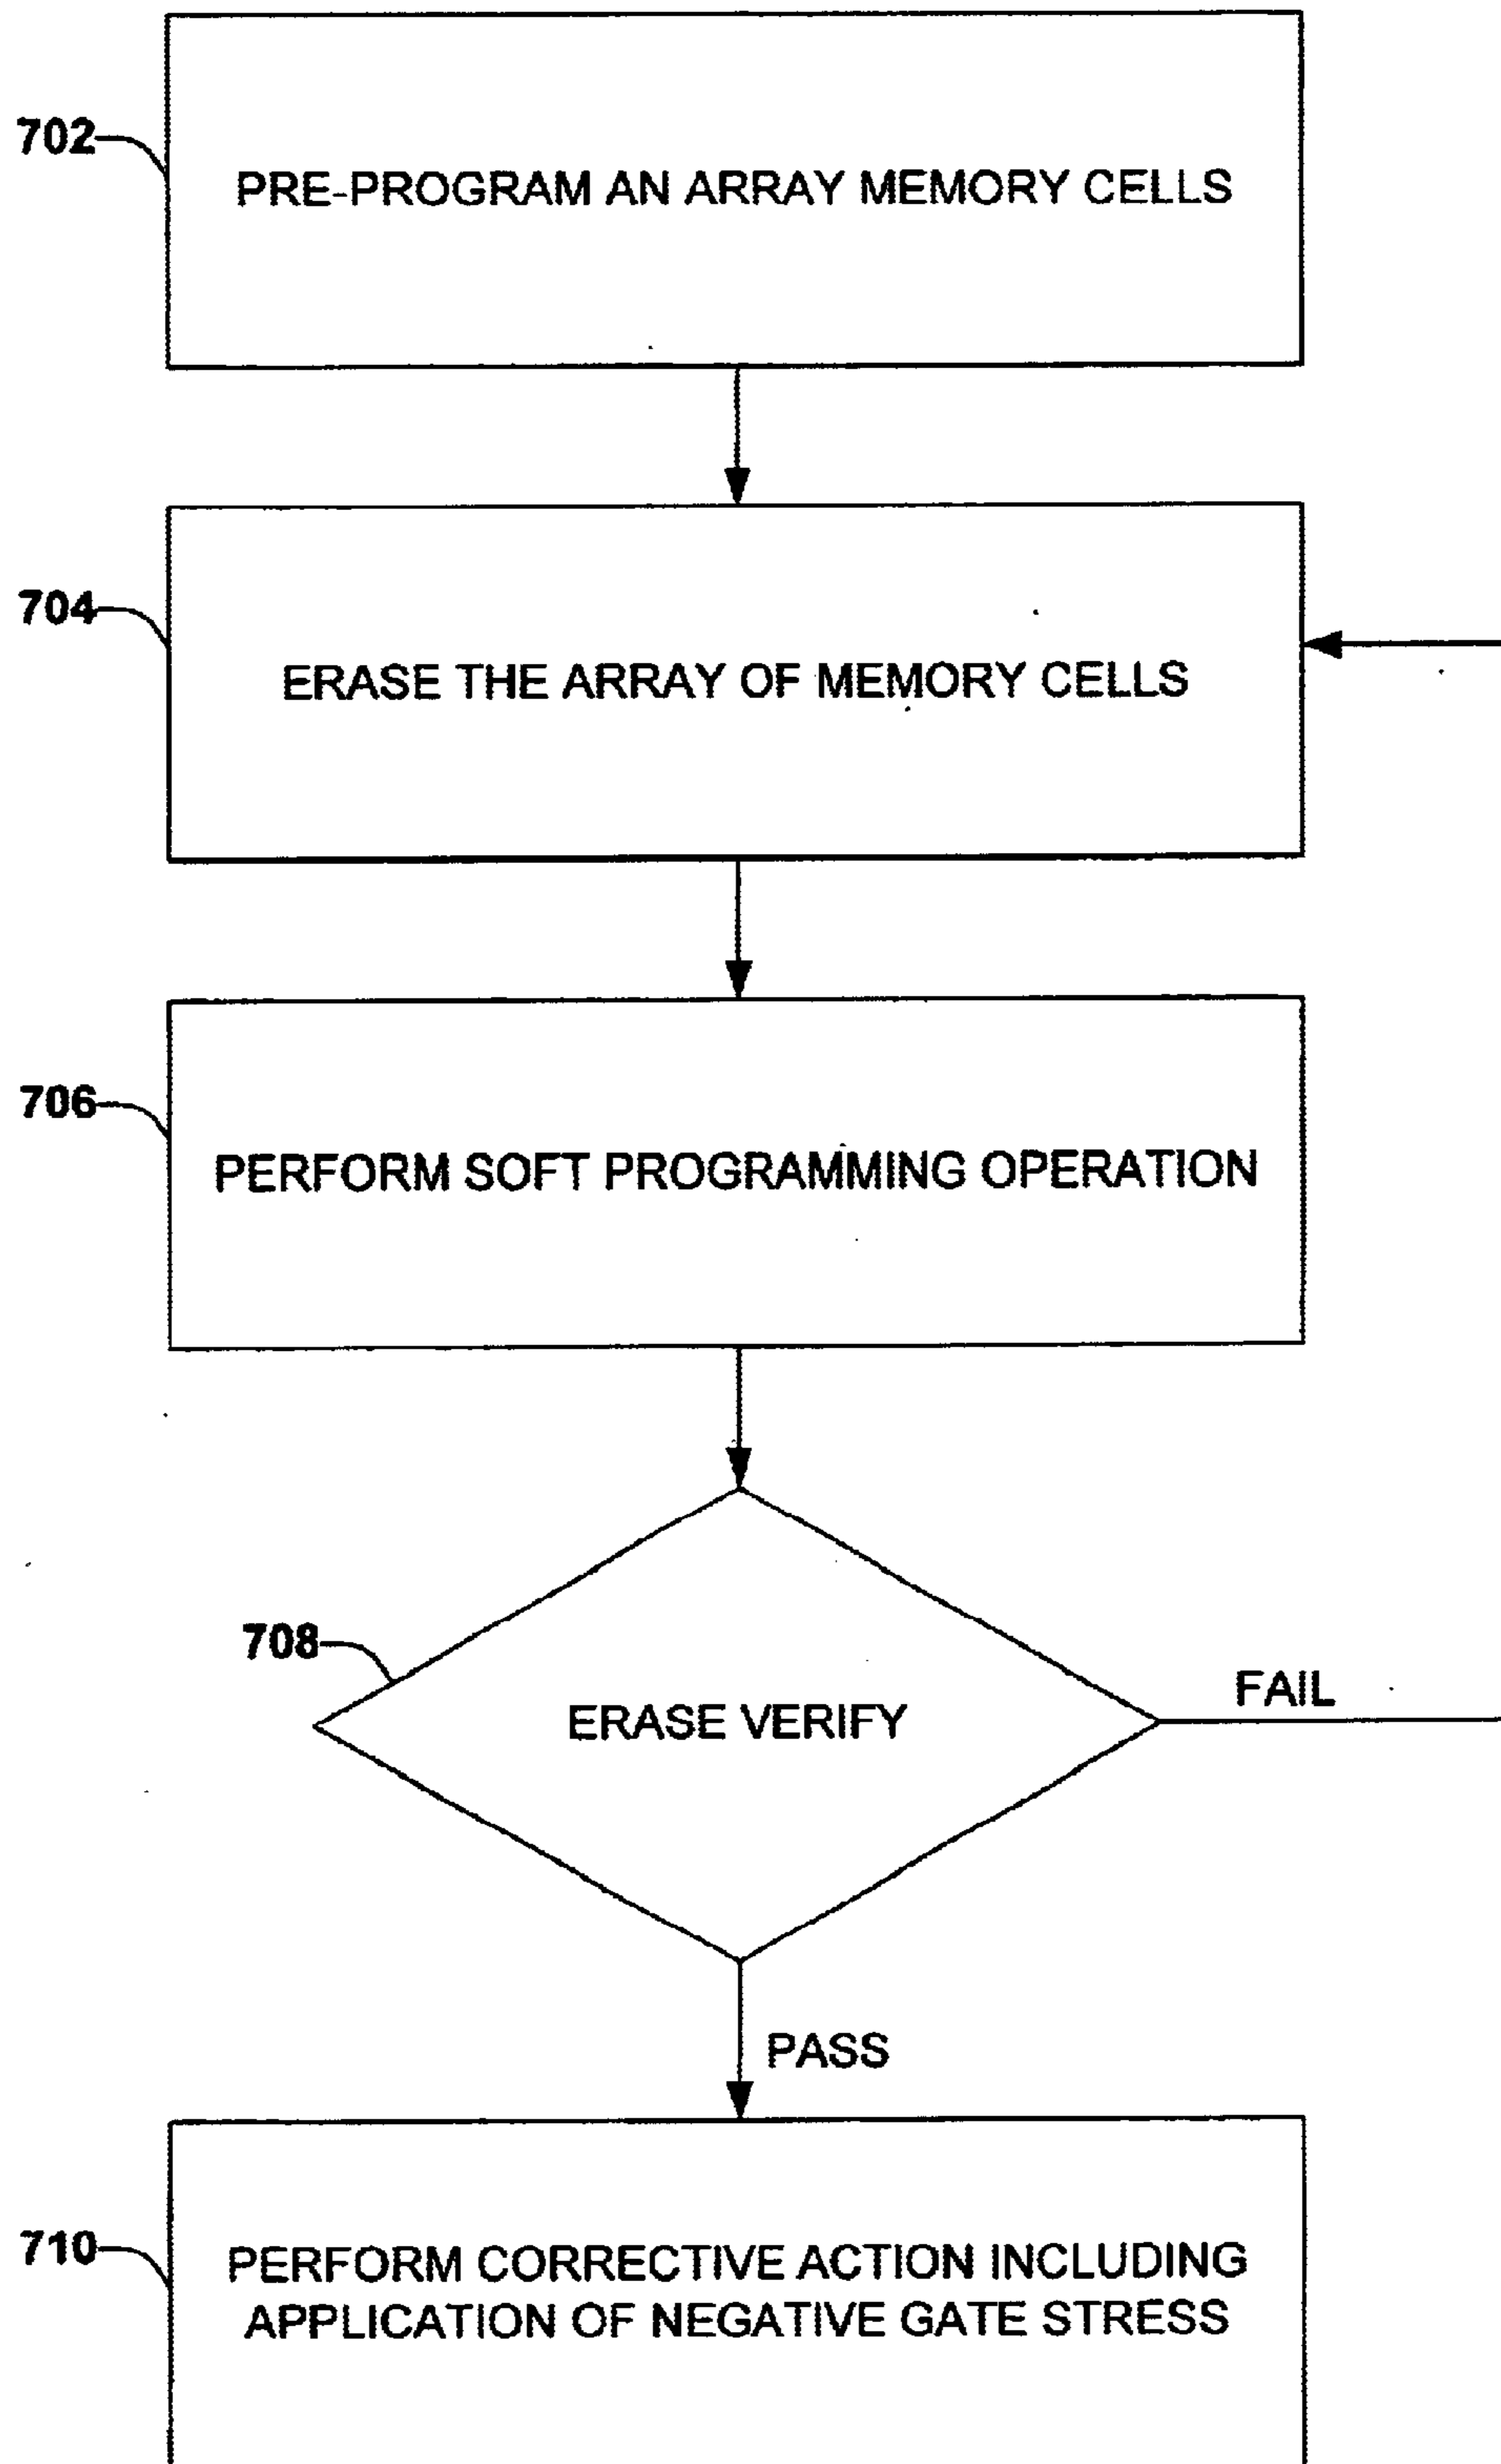 702
PRE-PROGRAM AN ARRAY MEMORY CELLS
704
ERASE THE ARRAY OF MEMORY CELLS
706
PERFORM SOFT PROGRAMMING OPERATION
708
ERASE VERIFY
FAIL
PASS
710
PERFORM CORRECTIVE ACTION INCLUDING
APPLICATION OF NEGATIVE GATE STRESS